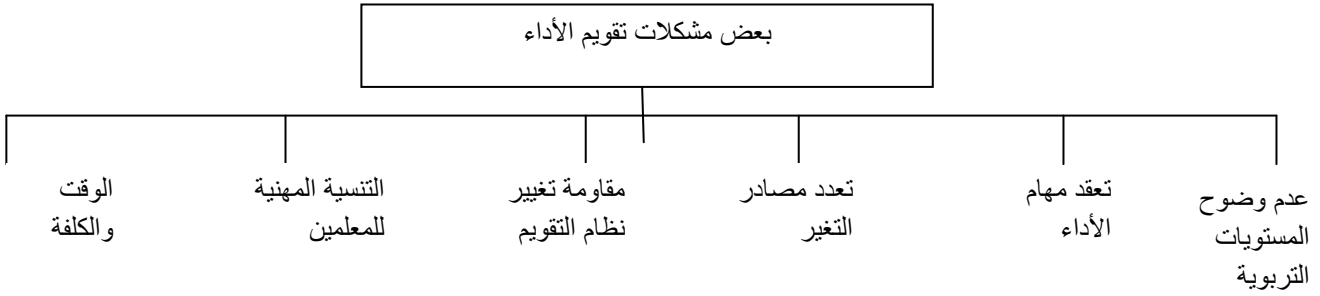 بعض مشكلات تقويم الأداء
عدم وضوح
المستويات
التربوية
تعقد مهام
الأداء
تعدد مصادر
التغير
مقاومة تغيير
نظام التقويم
التنسية المهنية
للمعلمين
الوقت
والكلفة